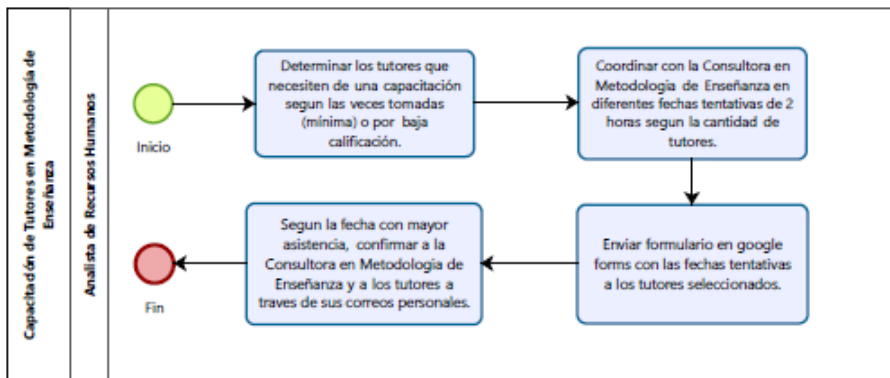 Capacitación de Tutores en Metodología de
Enseñanza
Analista de Recursos Humanos
Inicio
Determinar los tutores que
necesiten de una capacitación
segun las veces tomadas
(mínima) o por baja
calificación.
Coordinar con la Consultora en
Metodologia de Enseñanza en
diferentes fechas tentativas de 2
horas segun la cantidad de
tutores.
Enviar formulario en google
forms con las fechas tentativas
a los tutores seleccionados.
Segun la fecha con mayor
asistencia, confirmar a la
Consultora en Metodologia de
Enseñanza y a los tutores a
traves de sus correos personales.
Fin